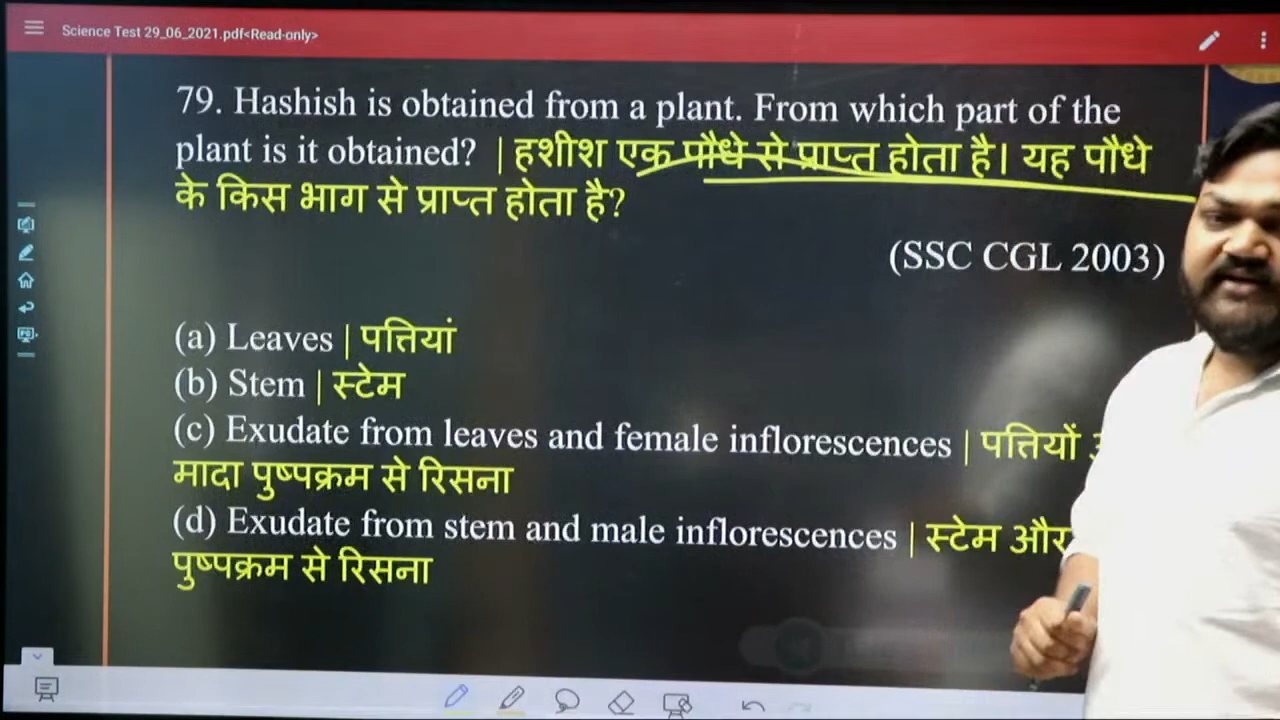 Science Test 29_06_2021.pdf<Read-only>
79. Hashish is obtained from a plant. From which part of the
plant is it obtained? | हशीश एक पौधे से प्राप्त होता है। यह पौधे
के किस भाग से प्राप्त होता है?
(SSC CGL 2003)
(a) Leaves | पत्तियां
(b) Stem | स्टेम
(c) Exudate from leaves and female inflorescences | पत्तियों
मादा पुष्पक्रम से रिसना
(d) Exudate from stem and male inflorescences | स्टेम और
पुष्पक्रम से रिसना